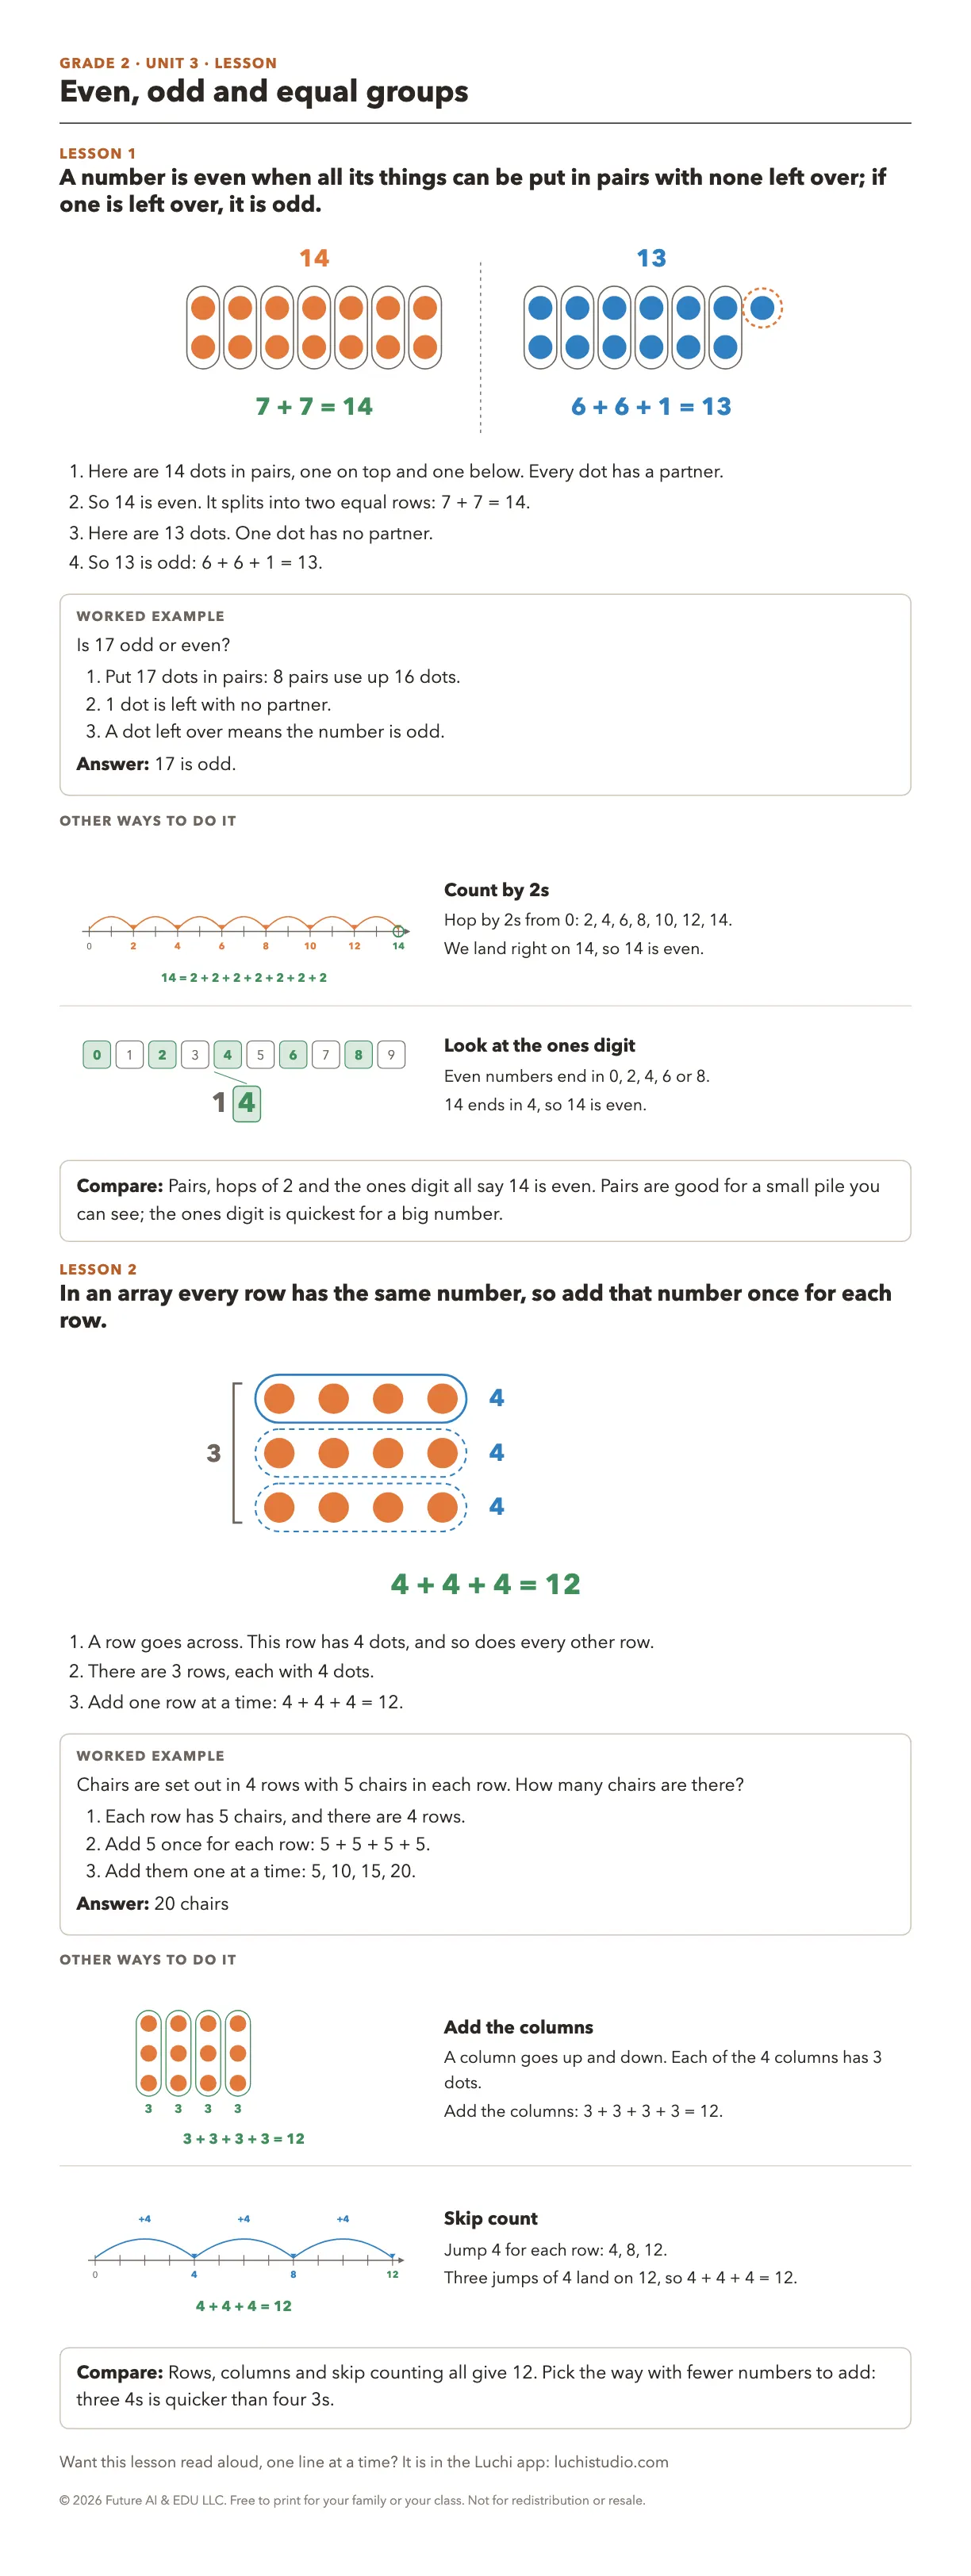 GRADE 2 · UNIT 3 · LESSON
Even, odd and equal groups
LESSON 1
A number is even when all its things can be put in pairs with none left over; if
one is left over, it is odd.
14
13
7 + 7 = 14
6 + 6 + 1 = 13
1. Here are 14 dots in pairs, one on top and one below. Every dot has a partner.
2. So 14 is even. It splits into two equal rows: 7 + 7 = 14.
3. Here are 13 dots. One dot has no partner.
4. So 13 is odd: 6 + 6 + 1 = 13.
WORKED EXAMPLE
Is 17 odd or even?
1. Put 17 dots in pairs: 8 pairs use up 16 dots.
2. 1 dot is left with no partner.
3. A dot left over means the number is odd.
Answer: 17 is odd.
OTHER WAYS TO DO IT
0 2 4 6 8 10 12 14
14 = 2 + 2 + 2 + 2 + 2 + 2 + 2
Count by 2s
Hop by 2s from 0: 2, 4, 6, 8, 10, 12, 14.
We land right on 14, so 14 is even.
0 1 2 3 4 5 6 7 8 9
1 4
Look at the ones digit
Even numbers end in 0, 2, 4, 6 or 8.
14 ends in 4, so 14 is even.
Compare: Pairs, hops of 2 and the ones digit all say 14 is even. Pairs are good for a small pile you
can see; the ones digit is quickest for a big number.
LESSON 2
In an array every row has the same number, so add that number once for each
row.
4
3
4
4
4 + 4 + 4 = 12
1. A row goes across. This row has 4 dots, and so does every other row.
2. There are 3 rows, each with 4 dots.
3. Add one row at a time: 4 + 4 + 4 = 12.
WORKED EXAMPLE
Chairs are set out in 4 rows with 5 chairs in each row. How many chairs are there?
1. Each row has 5 chairs, and there are 4 rows.
2. Add 5 once for each row: 5 + 5 + 5 + 5.
3. Add them one at a time: 5, 10, 15, 20.
Answer: 20 chairs
OTHER WAYS TO DO IT
3 3 3 3
3 + 3 + 3 + 3 = 12
Add the columns
A column goes up and down. Each of the 4 columns has 3
dots.
Add the columns: 3 + 3 + 3 + 3 = 12.
+4 +4 +4
0 4 8 12
4 + 4 + 4 = 12
Skip count
Jump 4 for each row: 4, 8, 12.
Three jumps of 4 land on 12, so 4 + 4 + 4 = 12.
Compare: Rows, columns and skip counting all give 12. Pick the way with fewer numbers to add:
three 4s is quicker than four 3s.
Want this lesson read aloud, one line at a time? It is in the Luchi app: luchistudio.com
© 2026 Future AI & EDU LLC. Free to print for your family or your class. Not for redistribution or resale.